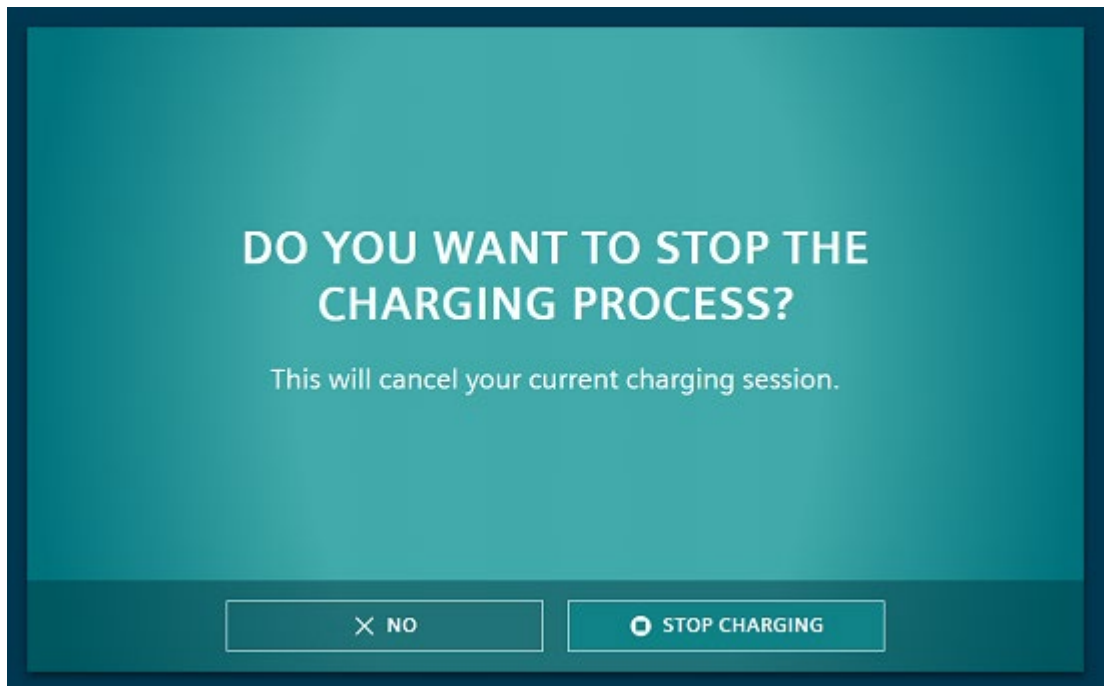 DO YOU WANT TO STOP THE
CHARGING PROCESS?
This will cancel your current charging session.
NO
STOP CHARGING